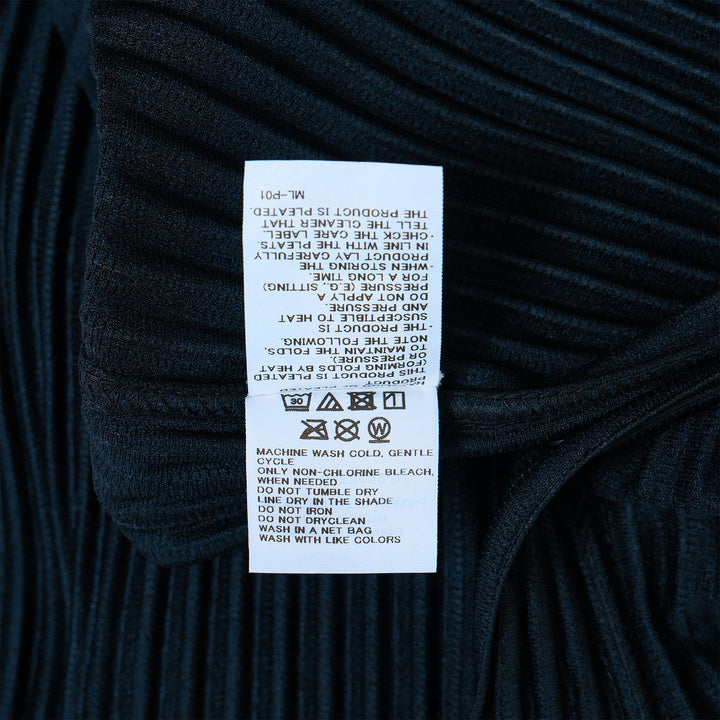 OF PLEATED
THIS PRODUCT IS PLEATED
(FORMING FOLDS BY HEAT
OR PRESSURE).
TO MAINTAIN THE FOLDS,
NOTE THE FOLLOWING.
・THE PRODUCT IS
SUSCEPTIBLE TO HEAT
AND PRESSURE.
DO NOT APPLY A
PRESSURE (E.G., SITTING)
FOR A LONG TIME.
・WHEN STORING THE
PRODUCT LAY CAREFULLY
IN LINE WITH THE PLEATS.
・CHECK THE CARE LABEL.
TELL THE CLEANER THAT
THE PRODUCT IS PLEATED.
ML-P01
30
W
MACHINE WASH COLD, GENTLE
CYCLE
ONLY NON-CHLORINE BLEACH,
WHEN NEEDED
DO NOT TUMBLE DRY
LINE DRY IN THE SHADE
DO NOT IRON
DO NOT DRYCLEAN
WASH IN A NET BAG
WASH WITH LIKE COLORS